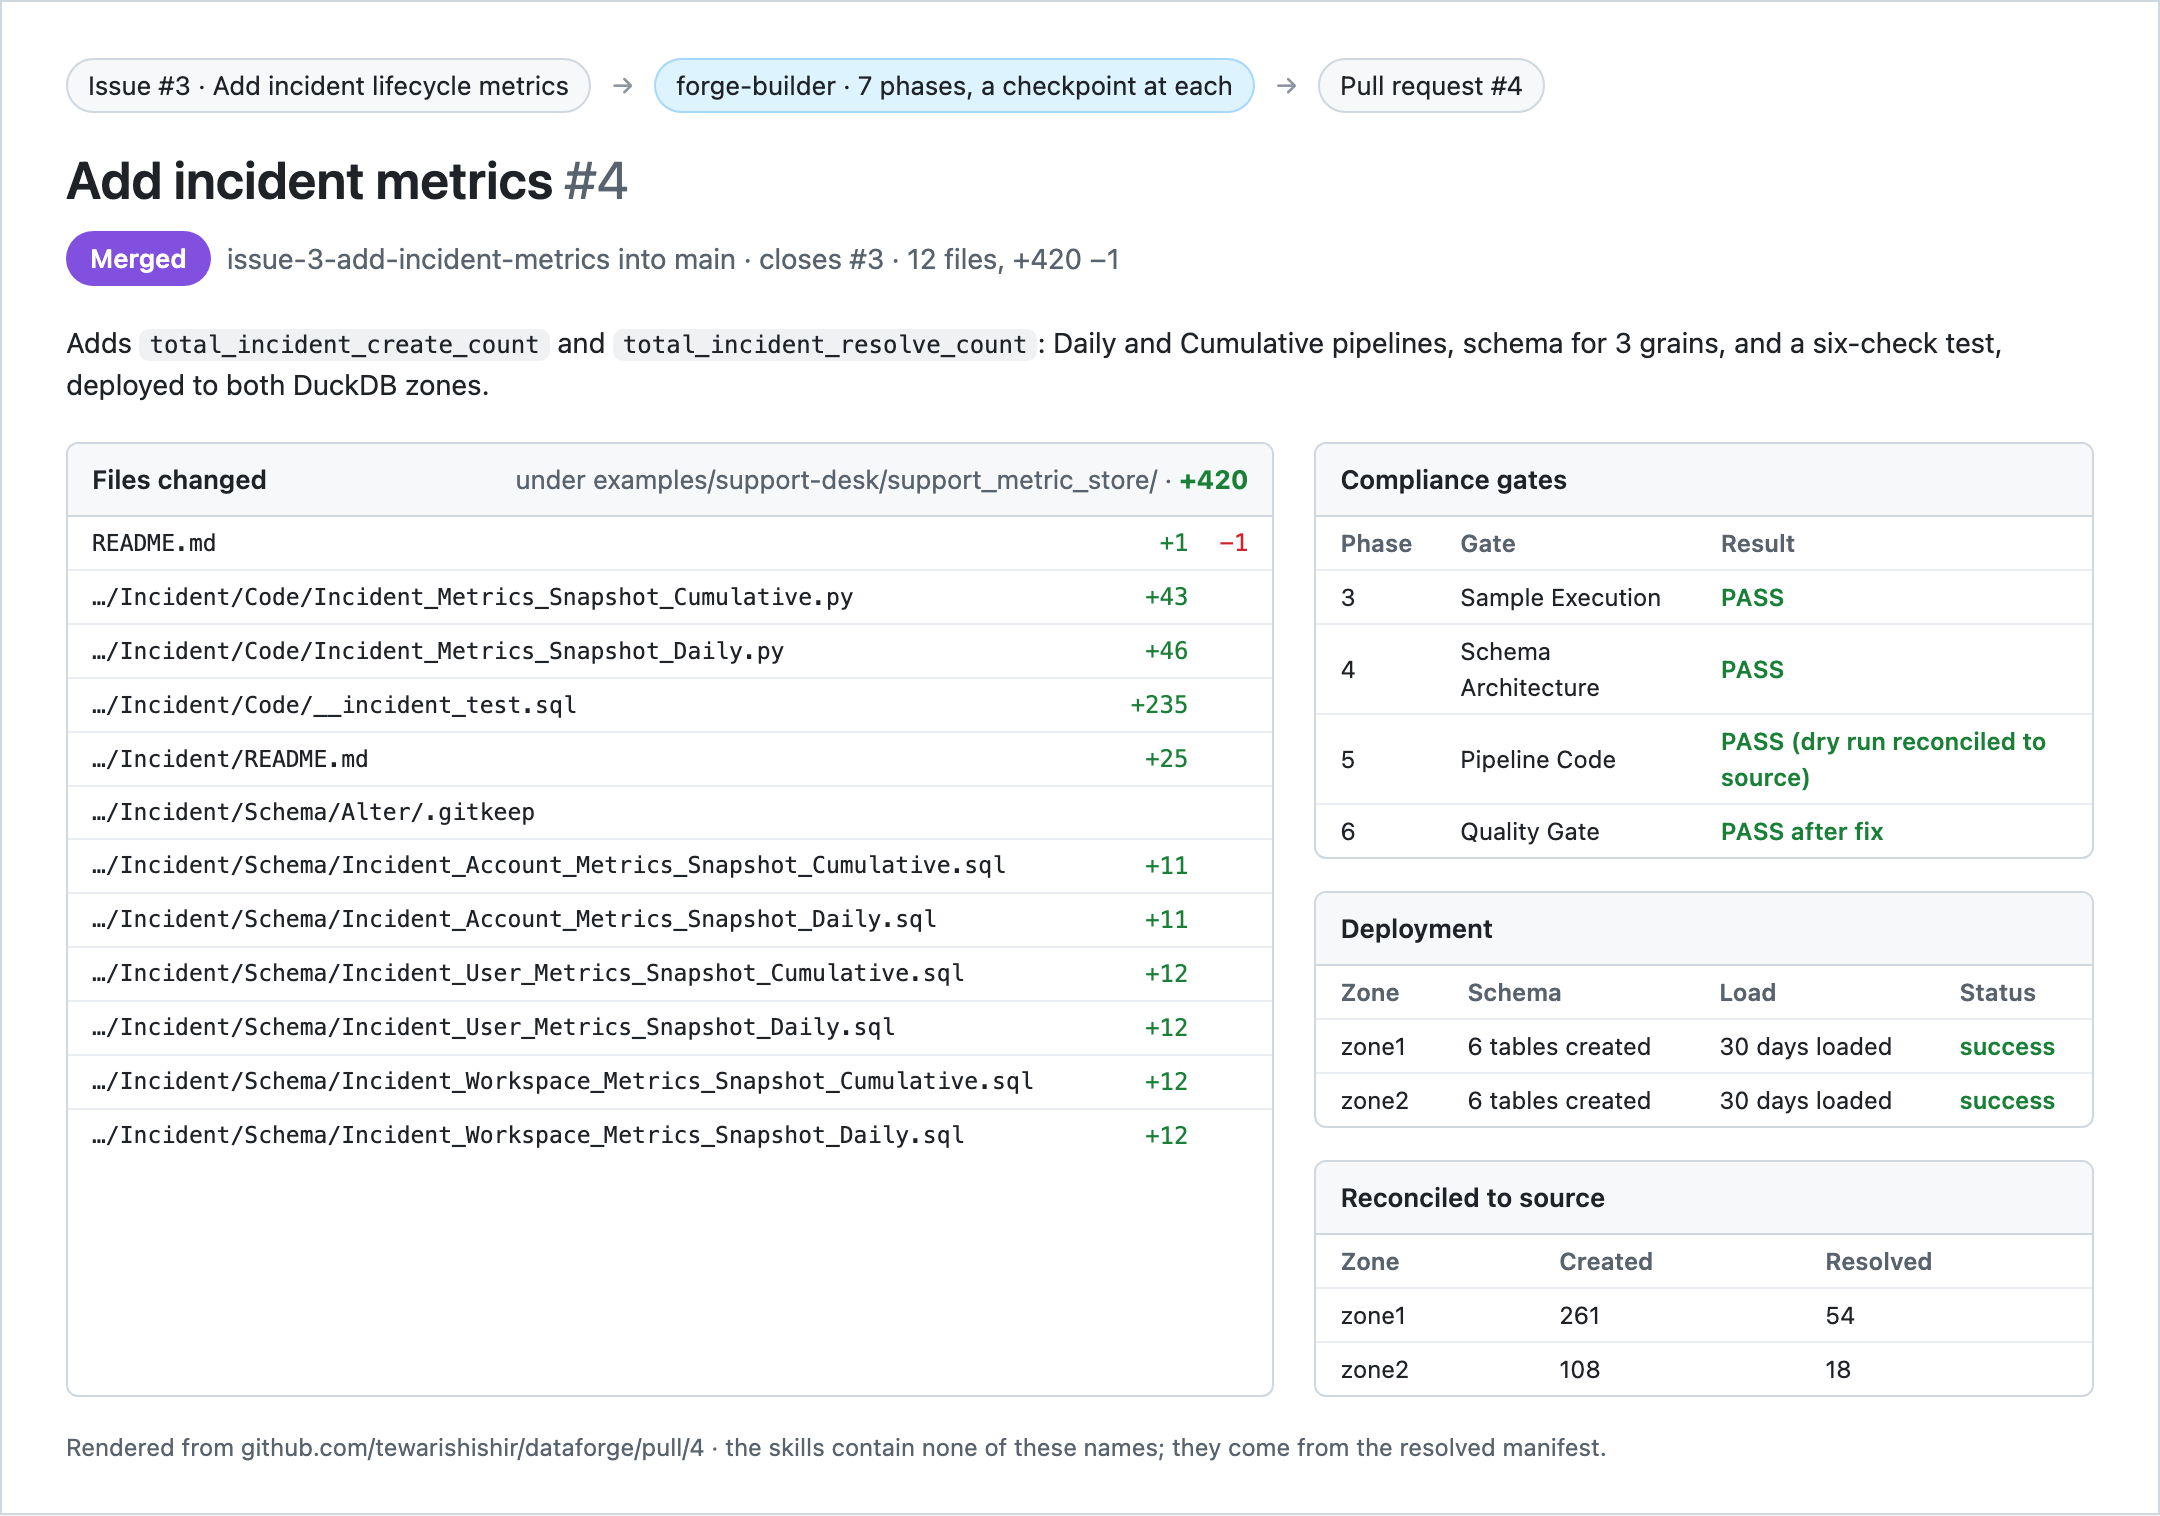 Issue #3 · Add incident lifecycle metrics → forge-builder · 7 phases, a checkpoint at each → Pull request #4
Add incident metrics #4
Merged issue-3-add-incident-metrics into main · closes #3 · 12 files, +420 −1
Adds total_incident_create_count and total_incident_resolve_count: Daily and Cumulative pipelines, schema for 3 grains, and a six-check test,
deployed to both DuckDB zones.
Files changed under examples/support-desk/support_metric_store/ · +420
README.md +1 −1
…/Incident/Code/Incident_Metrics_Snapshot_Cumulative.py +43
…/Incident/Code/Incident_Metrics_Snapshot_Daily.py +46
…/Incident/Code/__incident_test.sql +235
…/Incident/README.md +25
…/Incident/Schema/Alter/.gitkeep
…/Incident/Schema/Incident_Account_Metrics_Snapshot_Cumulative.sql +11
…/Incident/Schema/Incident_Account_Metrics_Snapshot_Daily.sql +11
…/Incident/Schema/Incident_User_Metrics_Snapshot_Cumulative.sql +12
…/Incident/Schema/Incident_User_Metrics_Snapshot_Daily.sql +12
…/Incident/Schema/Incident_Workspace_Metrics_Snapshot_Cumulative.sql +12
…/Incident/Schema/Incident_Workspace_Metrics_Snapshot_Daily.sql +12
Compliance gates
Phase Gate Result
3 Sample Execution PASS
4 Schema Architecture PASS
5 Pipeline Code PASS (dry run reconciled to
source)
6 Quality Gate PASS after fix
Deployment
Zone Schema Load Status
zone1 6 tables created 30 days loaded success
zone2 6 tables created 30 days loaded success
Reconciled to source
Zone Created Resolved
zone1 261 54
zone2 108 18
Rendered from github.com/tewarishishir/dataforge/pull/4 · the skills contain none of these names; they come from the resolved manifest.